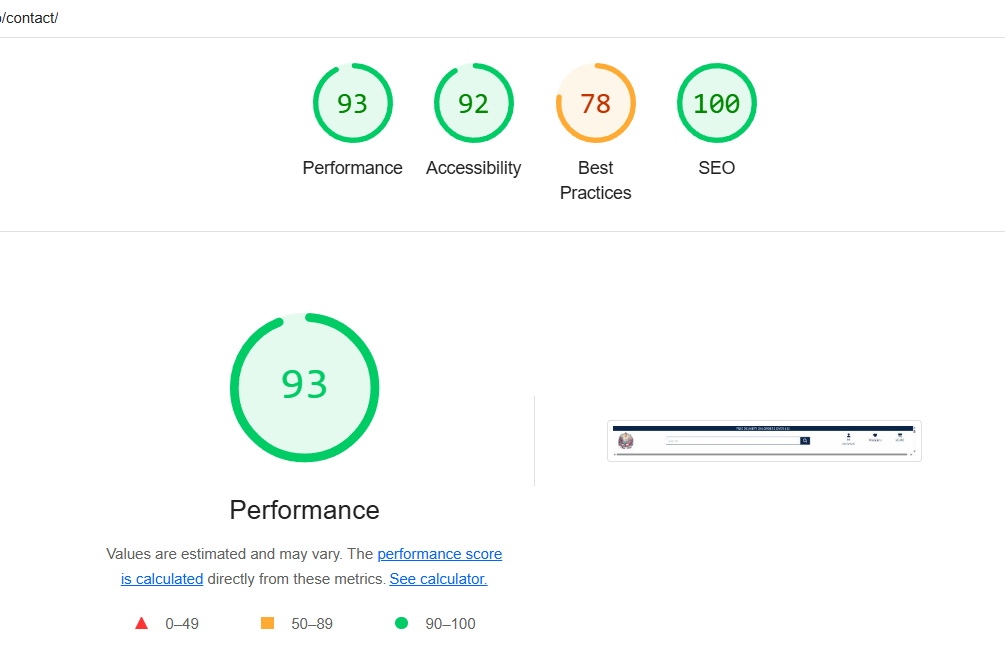 /contact/
93
92
78
100
Performance
Accessibility
Best
Practices
SEO
93
Performance
Values are estimated and may vary. The performance score
is calculated directly from these metrics. See calculator.
0–49
50–89
90–100